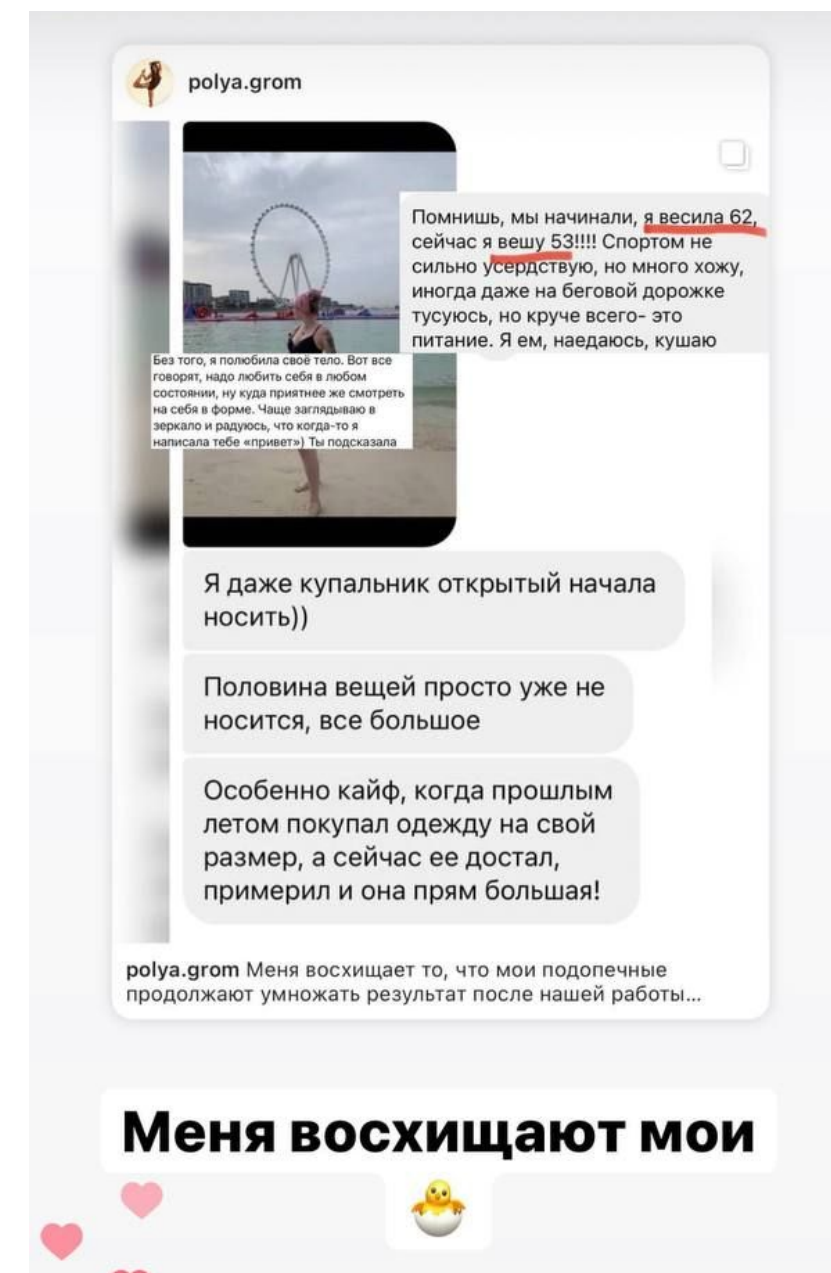 polya.grom
Помнишь, мы начинали, я весила 62,
сейчас я вешу 53!!!! Спортом не
сильно усердствую, но много хожу,
иногда даже на беговой дорожке
тусуюсь, но круче всего- это
питание. Я ем, наедаюсь, кушаю
Без того, я полюбила своё тело. Вот все
говорят, надо любить себя в любом
состоянии, ну куда приятнее же смотреть
на себя в форме. Чаще заглядываю в
зеркало и радуюсь, что когда-то я
написала тебе «привет») Ты подсказала
Я даже купальник открытый начала
носить))
Половина вещей просто уже не
носится, все большое
Особенно кайф, когда прошлым
летом покупал одежду на свой
размер, а сейчас ее достал,
примерил и она прям большая!
polya.grom Меня восхищает то, что мои подопечные
продолжают умножать результат после нашей работы...
Меня восхищают мои
🐣